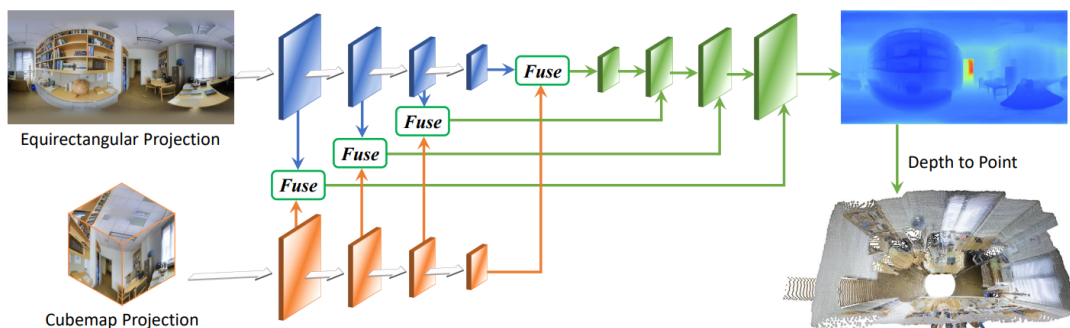 Equirectangular Projection
Fuse
Fuse
Fuse
Fuse
Depth to Point
Cubemap Projection